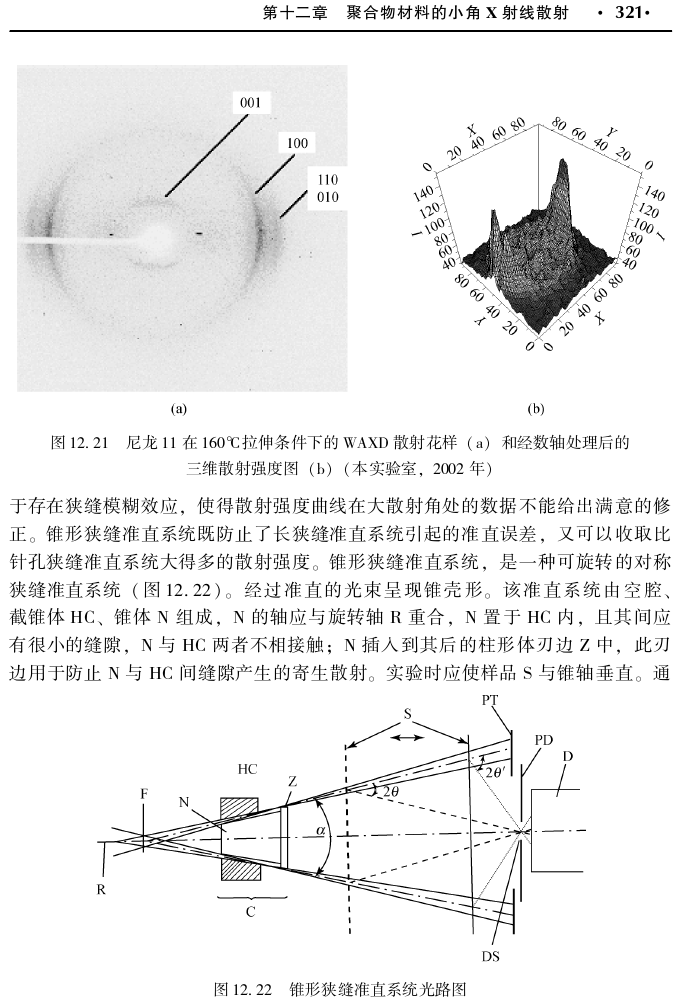 第十二章 聚合物材料的小角 X 射线散射 · 321·
001
100
110
010
X
Y
0 20 40 60 80
80 60 40 20 0
140
120
100
80
60
40
I
140
120
100
80
60
40
I
80 60 40 20 0
Y
0 20 40 60 80
X
(a)
(b)
图 12. 21 尼龙 11 在 160℃拉伸条件下的 WAXD 散射花样 (a) 和经数轴处理后的
三维散射强度图 (b) (本实验室, 2002 年)
于存在狭缝模糊效应, 使得散射强度曲线在大散射角处的数据不能给出满意的修
正。锥形狭缝准直系统既防止了长狭缝准直系统引起的准直误差, 又可以收取比
针孔狭缝准直系统大得多的散射强度。锥形狭缝准直系统, 是一种可旋转的对称
狭缝准直系统 (图 12. 22)。经过准直的光束呈现锥壳形。该准直系统由空腔、
截锥体 HC、锥体 N 组成, N 的轴应与旋转轴 R 重合, N 置于 HC 内, 且其间应
有很小的缝隙, N 与 HC 两者不相接触; N 插入到其后的柱形体刃边 Z 中, 此刃
边用于防止 N 与 HC 间缝隙产生的寄生散射。实验时应使样品 S 与锥轴垂直。通
PT
S
PD
D
HC
Z
2θ′
2θ
F
N
α
R
C
DS
图 12. 22 锥形狭缝准直系统光路图